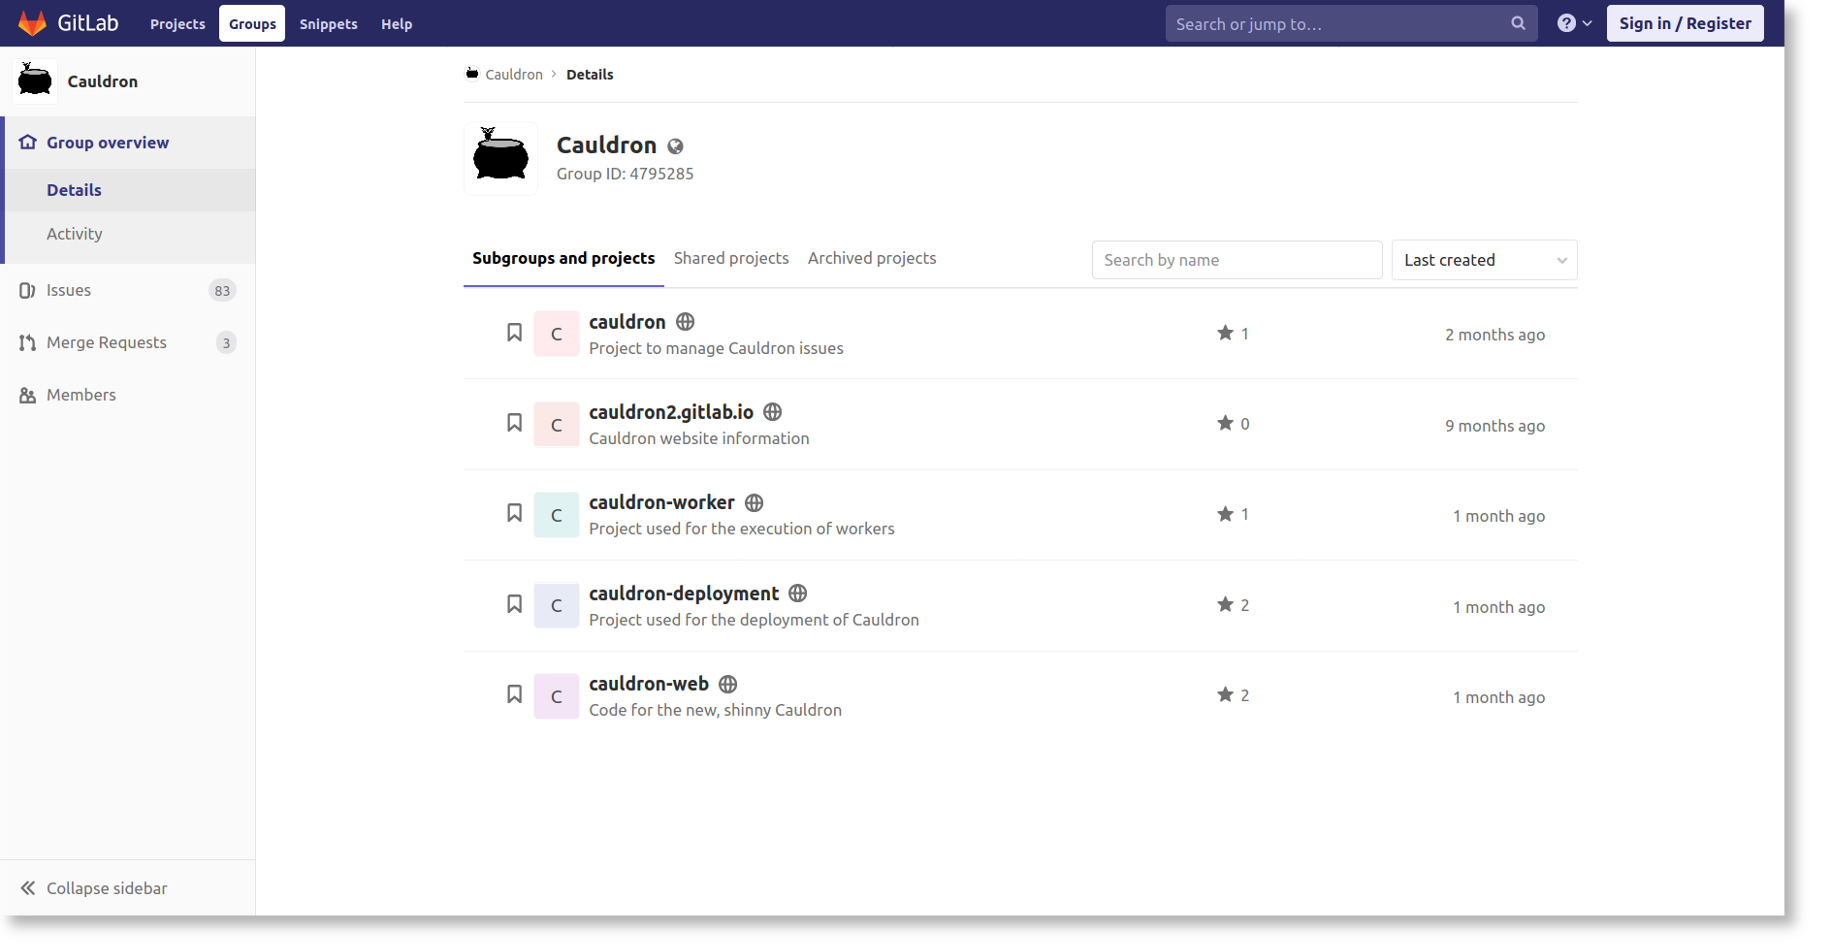 GitLab Projects Groups Snippets Help Search or jump to... ? Sign in / Register
Cauldron
Group overview
Details
Activity
Issues 83
Merge Requests 3
Members
Collapse sidebar
Cauldron > Details
Cauldron
Group ID: 4795285
Subgroups and projects Shared projects Archived projects Search by name Last created
C cauldron 1 2 months ago
Project to manage Cauldron issues
C cauldron2.gitlab.io 0 9 months ago
Cauldron website information
C cauldron-worker 1 1 month ago
Project used for the execution of workers
C cauldron-deployment 2 1 month ago
Project used for the deployment of Cauldron
C cauldron-web 2 1 month ago
Code for the new, shinny Cauldron